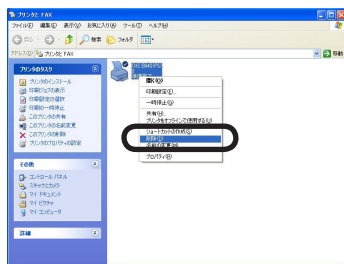 プリンタと FAX
ファイル(F) 編集(E) 表示(V) お気に入り(A) ツール(T) ヘルプ(H)
戻る 検索 フォルダ
アドレス(D) プリンタと FAX 移動
プリンタのタスク
プリンタのインストール
印刷ジョブの表示
印刷設定の選択
印刷の一時停止
このプリンタの共有
このプリンタの名前変更
このプリンタの削除
プリンタのプロパティの設定
その他
コントロール パネル
スキャナとカメラ
マイ ドキュメント
マイ ピクチャ
マイ コンピュータ
詳細
開く(O)
印刷設定(E)...
一時停止(G)
共有(H)...
プリンタをオフラインで使用する(U)
ショートカットの作成(S)
削除(D)
名前の変更(M)
プロパティ(R)